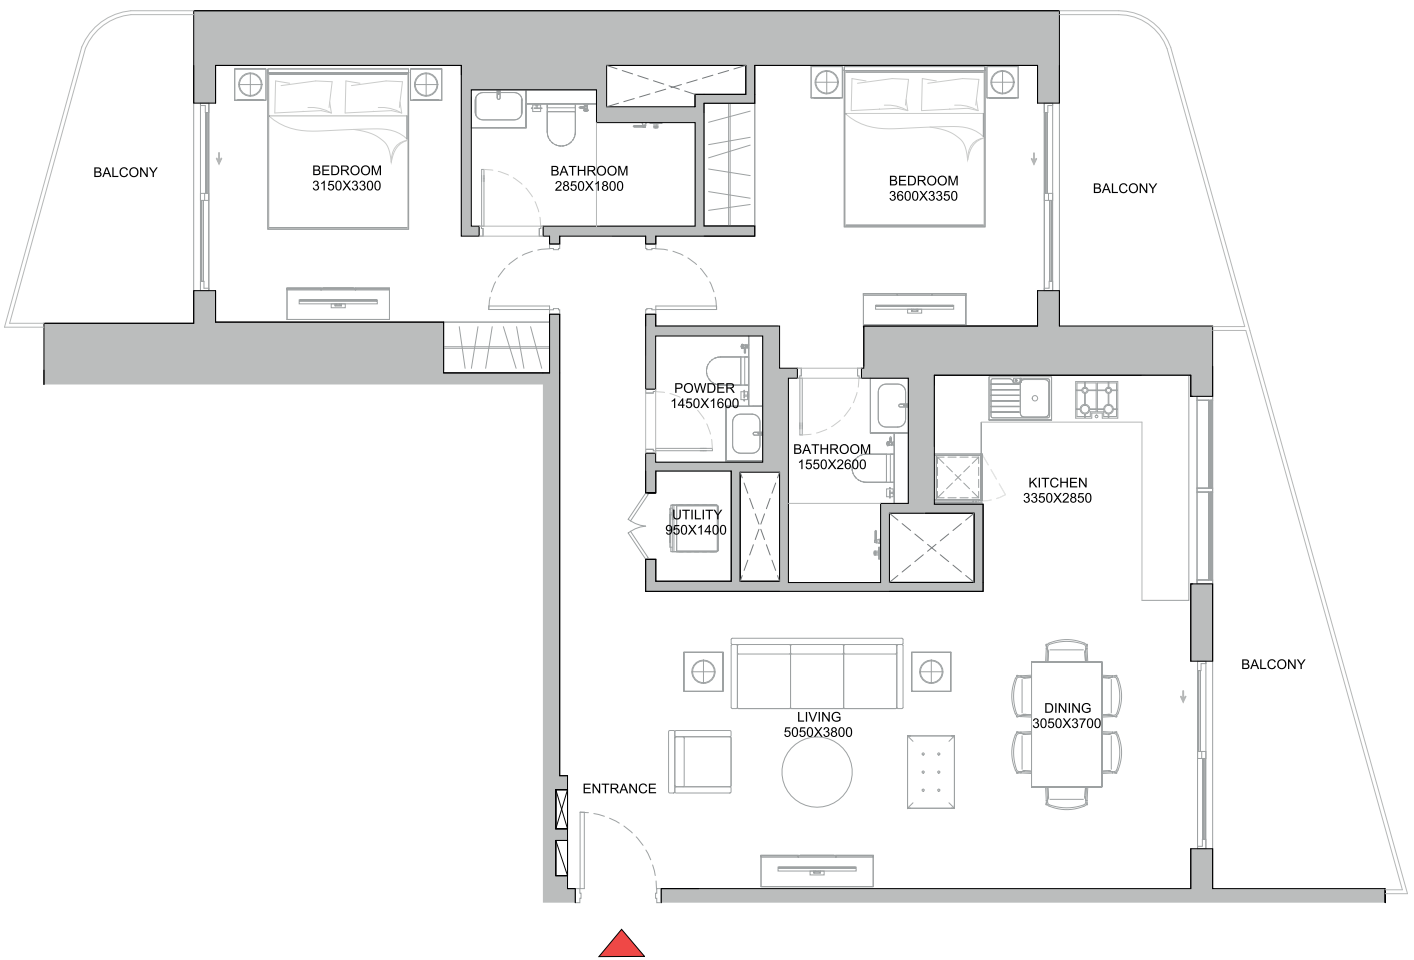 BALCONY
BEDROOM
3150X3300
BATHROOM
2850X1800
BEDROOM
3600X3350
BALCONY
POWDER
1450X1600
BATHROOM
1550X2600
KITCHEN
3350X2850
UTILITY
950X1400
BALCONY
LIVING
5050X3800
DINING
3050X3700
ENTRANCE